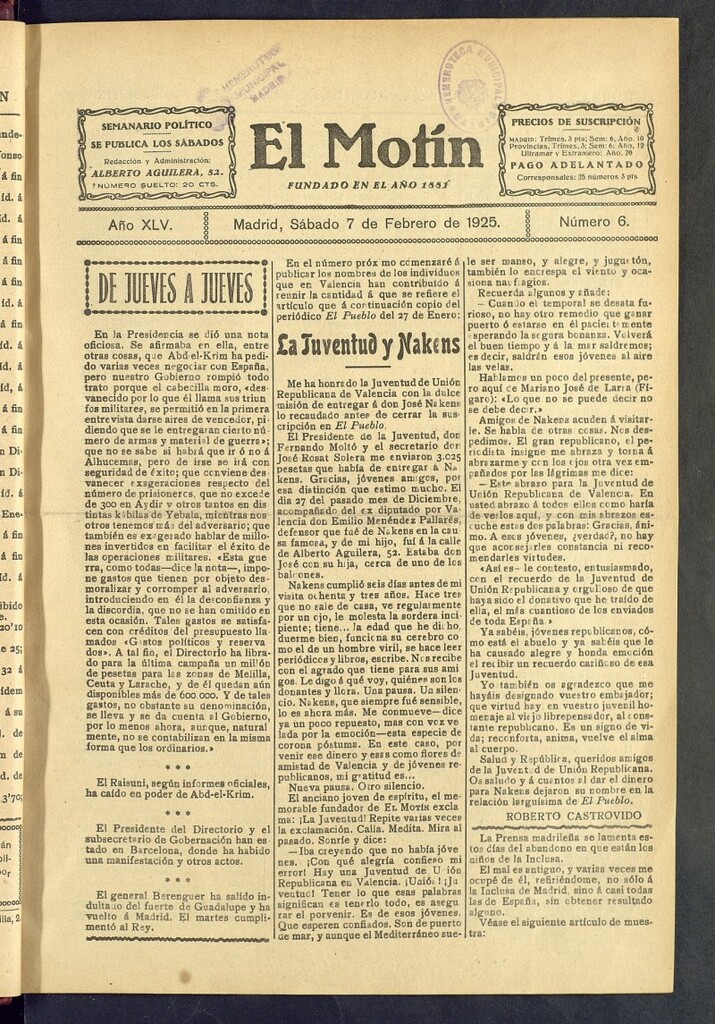 HEMEROTECA
MUNICIPAL
MADRID
HEMEROTECA MUNICIPAL
SEMANARIO POLÍTICO
SE PUBLICA LOS SÁBADOS
Redacción y Administración:
ALBERTO AGUILERA, 52.
NÚMERO SUELTO: 20 CTS.
El Motín
FUNDADO EN EL AÑO 1881
PRECIOS DE SUSCRIPCIÓN
MADRID: Trimes. 3 pts; Sem: 6; Año. 10
Provincias, Trimes, 3; Sem: 6; Año, 12
Ultramar y Extranjero: Año. 20
PAGO ADELANTADO
Corresponsales: 25 números 3 pts
Año XLV.
Madrid, Sábado 7 de Febrero de 1925.
Número 6.
DE JUEVES A JUEVES
En la Presidencia se dió una nota
oficiosa. Se afirmaba en ella, entre
otras cosas, que Abd-el-Krim ha pedi-
do varias veces negociar con España,
pero nuestro Gobierno rompió todo
trato porque el cabecilla moro, «des-
vanecido por lo que él llama sus triun
fos militares, se permitió en la primera
entrevista darse aires de vencedor, pi-
diendo que se le entregaran cierto nú-
mero de armas y material de guerra»;
que no se sabe si habrá que ir ó no á
Alhucemas, pero de irse se irá con
seguridad de éxito; que conviene des-
vanecer exageraciones respecto del
número de prisioneros, que no excede
de 300 en Aydir y otros tantos en dis
tintas kábilas de Yebala, mientras nos
otros tenemos más del adversario; que
también es exagerado hablar de millo-
nes invertidos en facilitar el éxito de
las operaciones militares. «Esta gue-
rra, como todas—dice la nota—, impo-
ne gastos que tienen por objeto des-
moralizar y corromper al adversario,
introduciendo en él la desconfianza y
la discordia, que no se han omitido en
esta ocasión. Tales gastos se satisfa-
cen con créditos del presupuesto lla-
mados «Gastos políticos y reserva
dos». A tal fin, el Directorio ha libra-
do para la última campaña un millón
de pesetas para las zonas de Melilla,
Ceuta y Larache, y de él quedan aún
disponibles más de 600.000. Y de tales
gastos, no obstante su denominación,
se lleva y se da cuenta al Gobierno,
por lo menos ahora, aunque, natural
mente, no se contabilizan en la misma
forma que los ordinarios.»
* * *
El Raisuni, según informes oficiales,
ha caído en poder de Abd-el-Krim.
* * *
El Presidente del Directorio y el
subsecretario de Gobernación han es-
tado en Barcelona, donde ha habido
una manifestación y otros actos.
* * *
El general Berenguer ha salido in-
dultado del fuerte de Guadalupe y ha
vuelto á Madrid. El martes cumpli-
mentó al Rey.
En el número próx mo comenzaré á
publicar los nombres de los individuos
que en Valencia han contribuído á
reunir la cantidad á que se refiere el
artículo que á continuación copio del
periódico El Pueblo del 27 de Enero:
La Juventud y Nakens
Me ha honrado la Juventud de Unión
Republicana de Valencia con la dulce
misión de entregar á don José Nakens
lo recaudado antes de cerrar la sus-
cripción en El Pueblo.
El Presidente de la Juventud, don
Fernando Moltó y el secretario don
José Rosat Solera me enviaron 3.025
pesetas que había de entregar á Na
kens. Gracias, jóvenes amigos, por
esa distinción que estimo mucho. El
día 27 del pasado mes de Diciembre,
acompañado del ex diputado por Va-
lencia don Emilio Menéndez Pallarés,
defensor que fué de Nakens en la cau
sa famosa, y de mi hijo, fuí á la calle
de Alberto Aguilera, 52. Estaba don
José con su hija, cerca de uno de los
balcones.
Nakens cumplió seis días antes de mi
visita ochenta y tres años. Hace tres
que no sale de casa, ve regularmente
por un ojo, le molesta la sordera inci-
piente; tiene... la edad que he dicho,
duerme bien, funciona su cerebro co
mo el de un hombre viril, se hace leer
periódicos y libros, escribe. Nos recibe
con el agrado que tiene para sus ami
gos. Le digo á qué voy, quiénes son los
donantes y llora. Una pausa. Un silen-
cio. Nakens, que siempre fué sensible,
lo es ahora más. Me conmueve—dice
ya un poco repuesto, mas con voz ve
lada por la emoción—esta especie de
corona póstuma. En este caso, por
venir ese dinero y esas como flores de
amistad de Valencia y de jóvenes re-
publicanos, mi gratitud es...
Nueva pausa. Otro silencio.
El anciano joven de espíritu, el me-
morable fundador de EL MOTÍN excla
ma: ¡La Juventud! Repite varias veces
la exclamación. Calla. Medita. Mira al
pasado. Sonríe y dice:
—Iba creyendo que no había jóve-
nes. ¡Con qué alegría confieso mi
error! Hay una Juventud de U ión
Republicana en Valencia. ¡Unió. ! ¡Ju
ventud! Tener lo que esas palabras
significan es tenerlo todo, es asegu
rar el porvenir. Es de esos jóvenes.
Que esperen confiados. Son de puerto
de mar, y aunque el Mediterráneo sue-
le ser manso, y alegre, y juguetón,
también lo encrespa el viento y oca-
siona naufragios.
Recuerda algunos y añade:
—Cuando el temporal se desata fu-
rioso, no hay otro remedio que ganar
puerto ó estarse en él pacientemente
esperando la segura bonanza. Volverá
el buen tiempo y á la mar saldremos;
es decir, saldrán esos jóvenes al aire
las velas.
Hablamos un poco del presente, pe-
ro aquí de Mariano José de Larra (Fí-
garo): «Lo que no se puede decir no
se debe decir.»
Amigos de Nakens acuden á visitar-
le. Se habla de otras cosas. Nos des-
pedimos. El gran republicano, el pe-
riodista insigne me abraza y torna á
abrazarme y con los ojos otra vez em-
pañados por las lágrimas me dice:
—Este abrazo para la Juventud de
Unión Republicana de Valencia. En
usted abrazo á todos ellos como haría
de verlos aquí, y con mis abrazos es-
cuche estas dos palabras: Gracias, áni-
mo. A esos jóvenes, ¿verdad?, no hay
que aconsejarles constancia ni reco-
mendarles virtudes.
«Así es—le contesto, entusiasmado,
con el recuerdo de la Juventud de
Unión Republicana y orgulloso de que
haya sido el donativo que he traído de
ella, el más cuantioso de los enviados
de toda España.»
Ya sabéis, jóvenes republicanos, có-
mo está el abuelo y ya sabéis que le
ha causado alegre y honda emoción
el recibir un recuerdo cariñoso de esa
Juventud.
Yo también os agradezco que me
hayáis designado vuestro embajador;
que virtud hay en vuestro juvenil ho-
menaje al viejo librepensador, al cons-
tante republicano. Es un signo de vi-
da; reconforta, anima, vuelve el alma
al cuerpo.
Salud y República, queridos amigos
de la Juvent.d de Unión Republicana.
Os saludo y á cuantos al dar el dinero
para Nakens dejaron su nombre en la
relación larguísima de El Pueblo.
ROBERTO CASTROVIDO
La Prensa madrileña se lamenta es-
tos días del abandono en que están los
niños de la Inclusa.
El mal es antiguo, y varias veces me
ocupé de él, refiriéndome, no sólo á
la Inclusa de Madrid, sino á casi todas
las de España, sin obtener resultado
alguno.
Véase el siguiente artículo de mues-
tra: